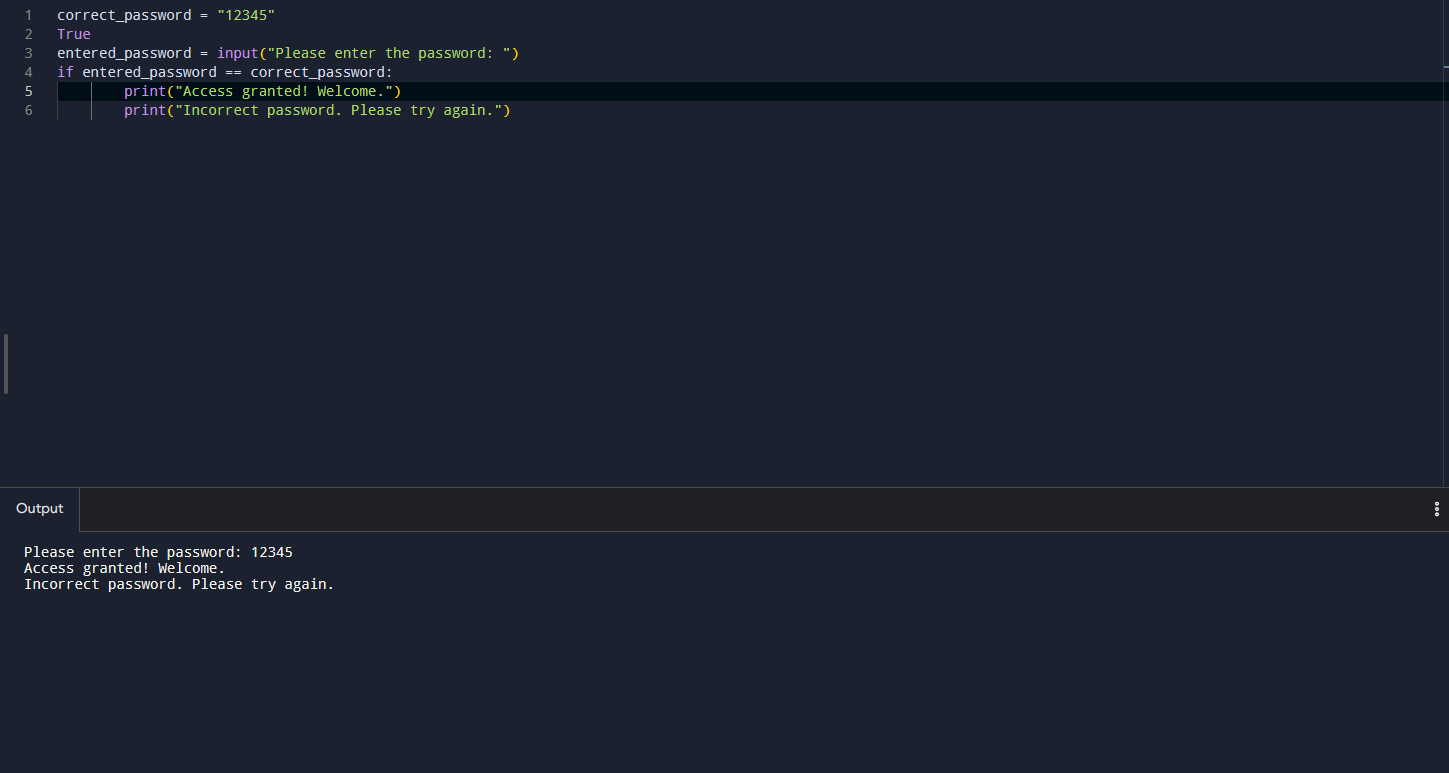 1 correct_password = "12345"
2 True
3 entered_password = input("Please enter the password: ")
4 if entered_password == correct_password:
5 print("Access granted! Welcome.")
6 print("Incorrect password. Please try again.")
Output
Please enter the password: 12345
Access granted! Welcome.
Incorrect password. Please try again.